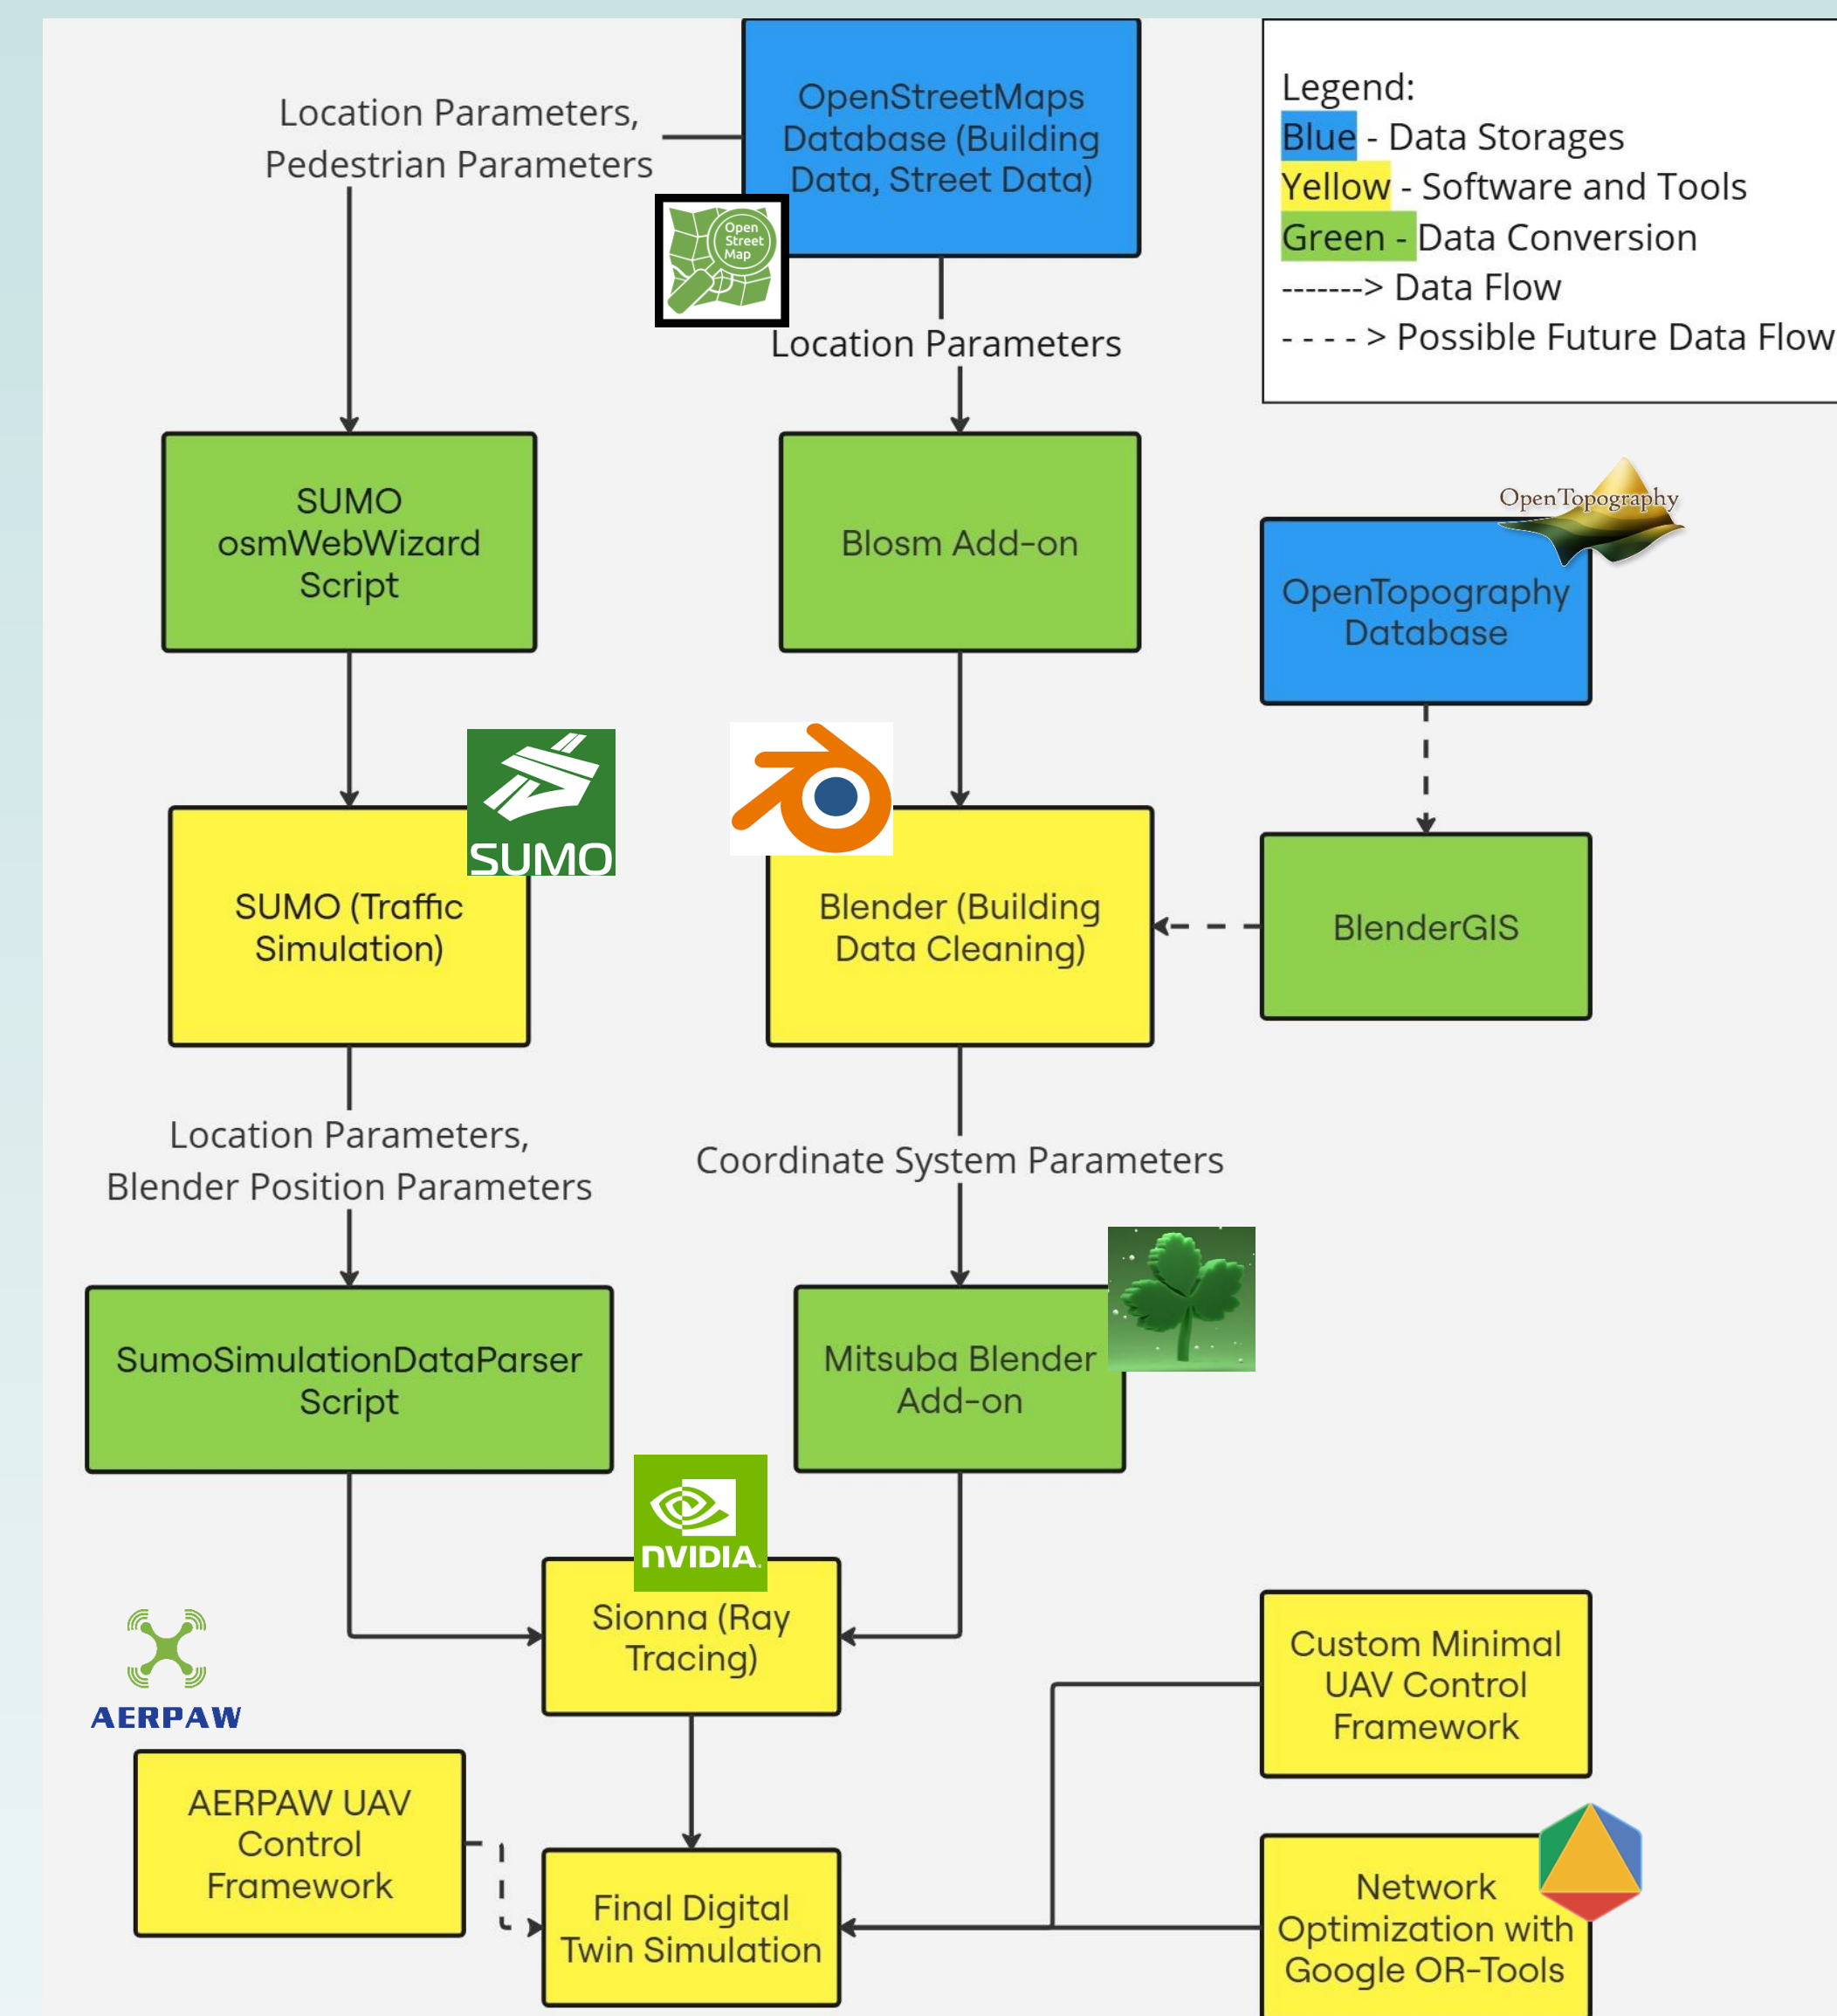 Location Parameters,
Pedestrian Parameters
OpenStreetMaps
Database (Building
Data, Street Data)
Open
Street
Map
Location Parameters
Legend:
Blue - Data Storages
Yellow - Software and Tools
Green - Data Conversion
-------> Data Flow
- - - - > Possible Future Data Flow
SUMO
osmWebWizard
Script
Blosm Add-on
OpenTopography
OpenTopography
Database
SUMO
SUMO (Traffic
Simulation)
Blender (Building
Data Cleaning)
BlenderGIS
Location Parameters,
Blender Position Parameters
Coordinate System Parameters
SumoSimulationDataParser
Script
Mitsuba Blender
Add-on
NVIDIA.
Sionna (Ray
Tracing)
AERPAW
AERPAW UAV
Control
Framework
Final Digital
Twin Simulation
Custom Minimal
UAV Control
Framework
Network
Optimization with
Google OR-Tools